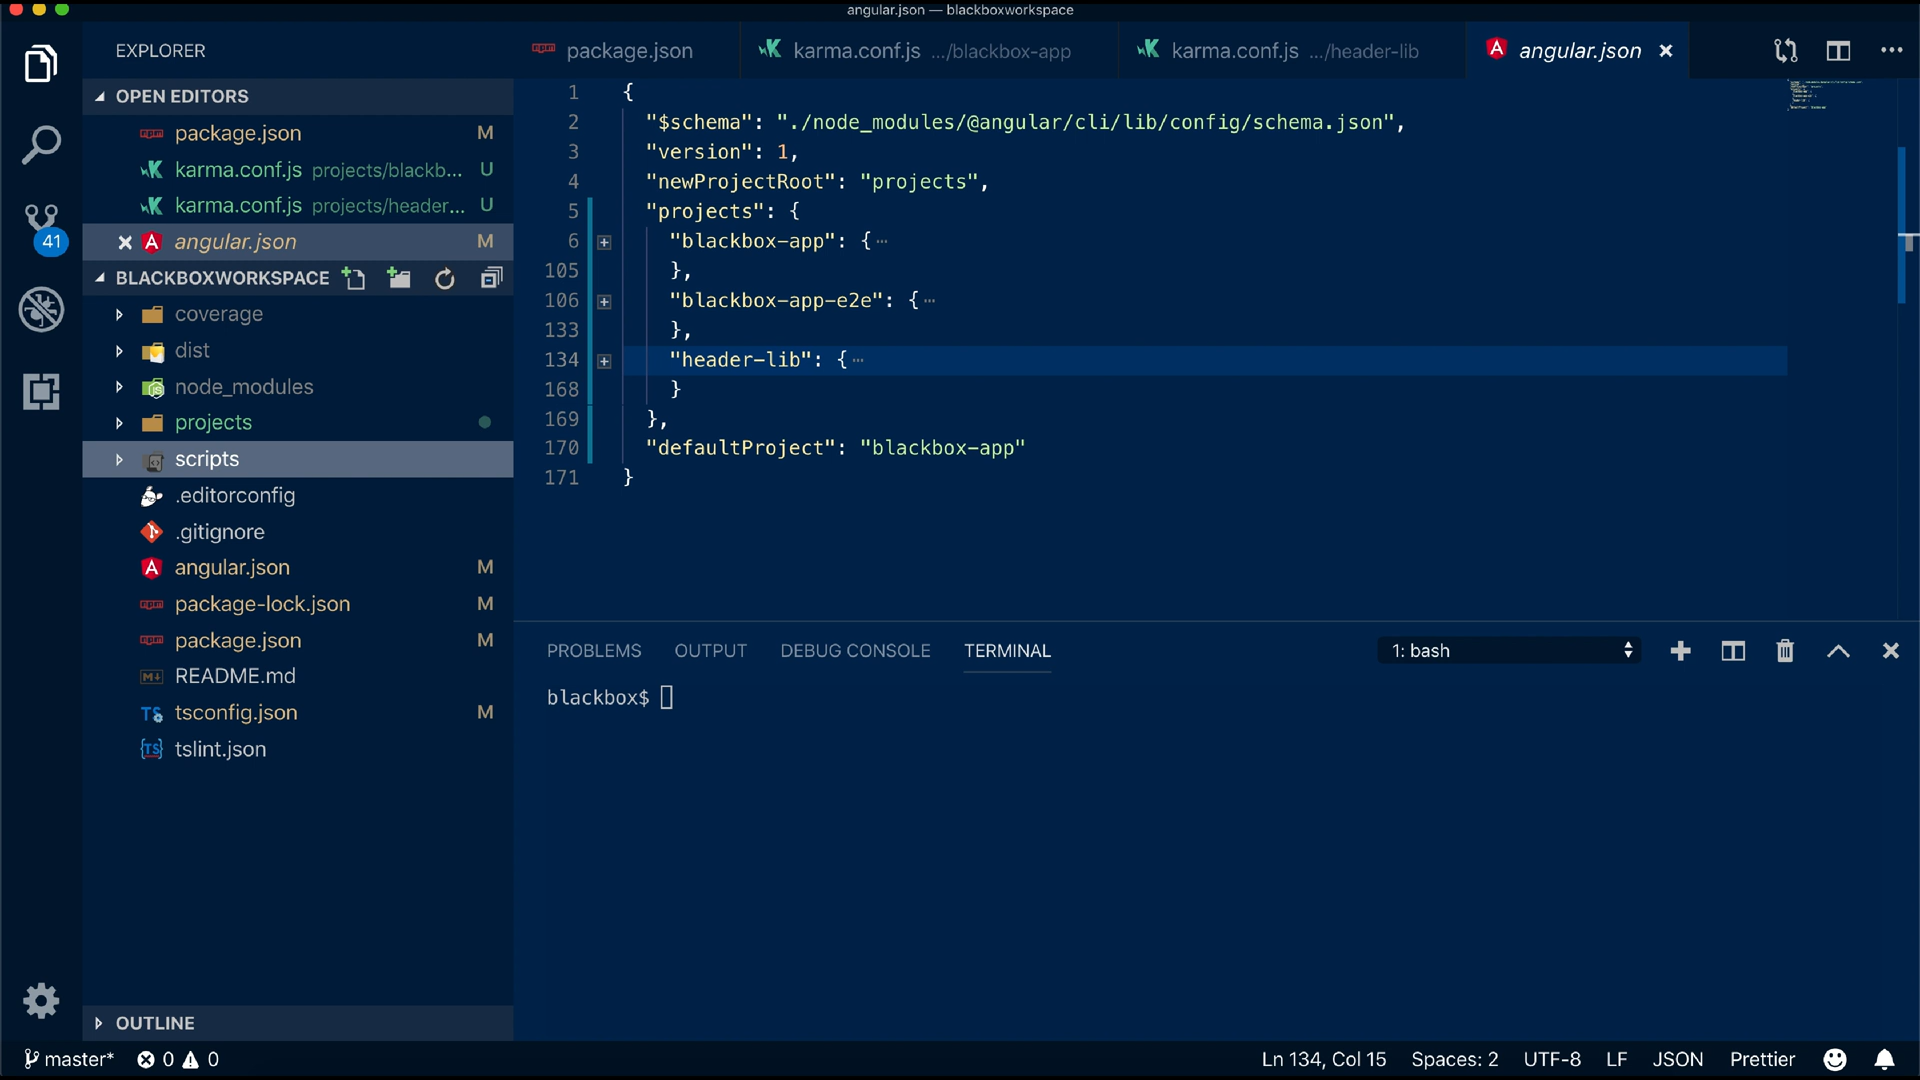 angular.json — blackboxworkspace
EXPLORER
OPEN EDITORS
package.json M
karma.conf.js projects/blackb... U
karma.conf.js projects/header... U
angular.json M
BLACKBOXWORKSPACE
coverage
dist
node_modules
projects
scripts
.editorconfig
.gitignore
angular.json M
package-lock.json M
package.json M
README.md
tsconfig.json M
tslint.json
OUTLINE
41
package.json
karma.conf.js .../blackbox-app
karma.conf.js .../header-lib
angular.json
1 {
2 "$schema": "./node_modules/@angular/cli/lib/config/schema.json",
3 "version": 1,
4 "newProjectRoot": "projects",
5 "projects": {
6 "blackbox-app": {…
105 },
106 "blackbox-app-e2e": {…
133 },
134 "header-lib": {…
168 }
169 },
170 "defaultProject": "blackbox-app"
171 }
PROBLEMS OUTPUT DEBUG CONSOLE TERMINAL
1: bash
blackbox$
master* 0 0
Ln 134, Col 15 Spaces: 2 UTF-8 LF JSON Prettier